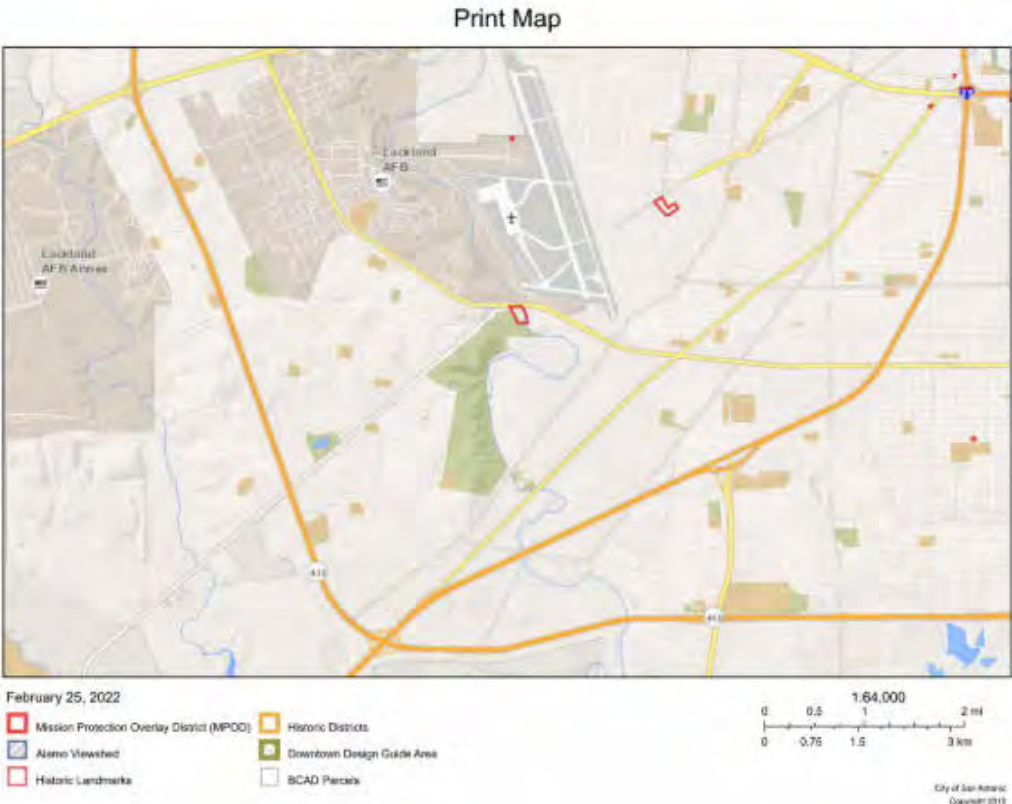 Print Map
Lackland
AFB
Lackland
AFB Annex
410
410
February 25, 2022
Mission Protection Overlay District (MPOD)
Historic Districts
Alamo Viewshed
Downtown Design Guide Area
Historic Landmarks
BCAD Parcels
1:64,000
0 0.5 1 2 mi
0 0.75 1.5 3 km
City of San Antonio
Copyright 2019